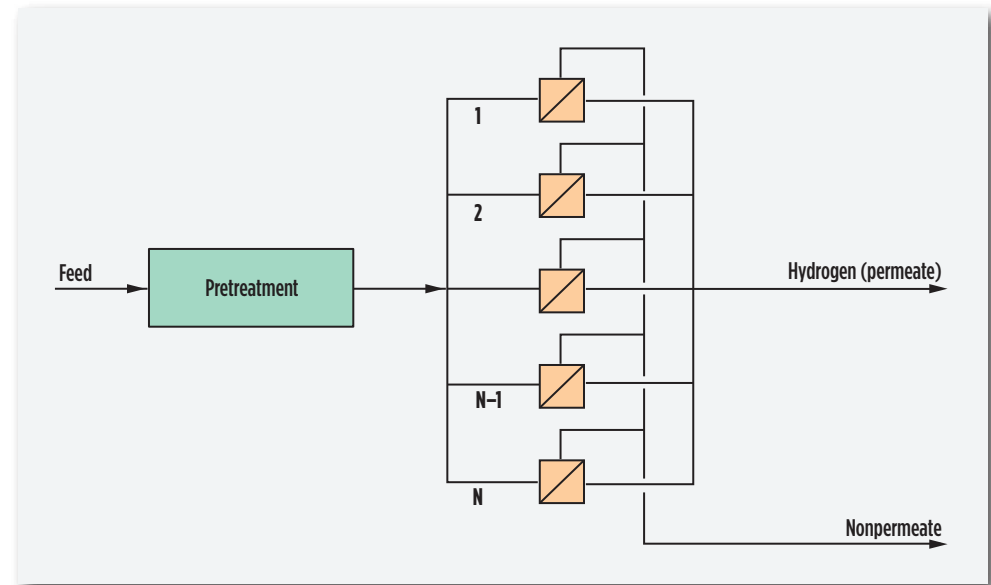 1
2
Feed
Pretreatment
Hydrogen (permeate)
N–1
N
Nonpermeate